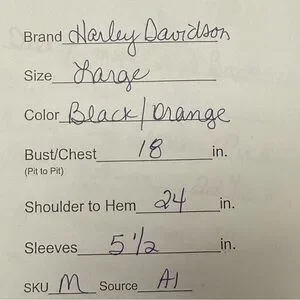 Brand Harley Davidson
Size Large
Color Black/Orange
Bust/Chest 18 in.
(Pit to Pit)
Shoulder to Hem 24 in.
Sleeves 5 1/2 in.
SKU M Source A1